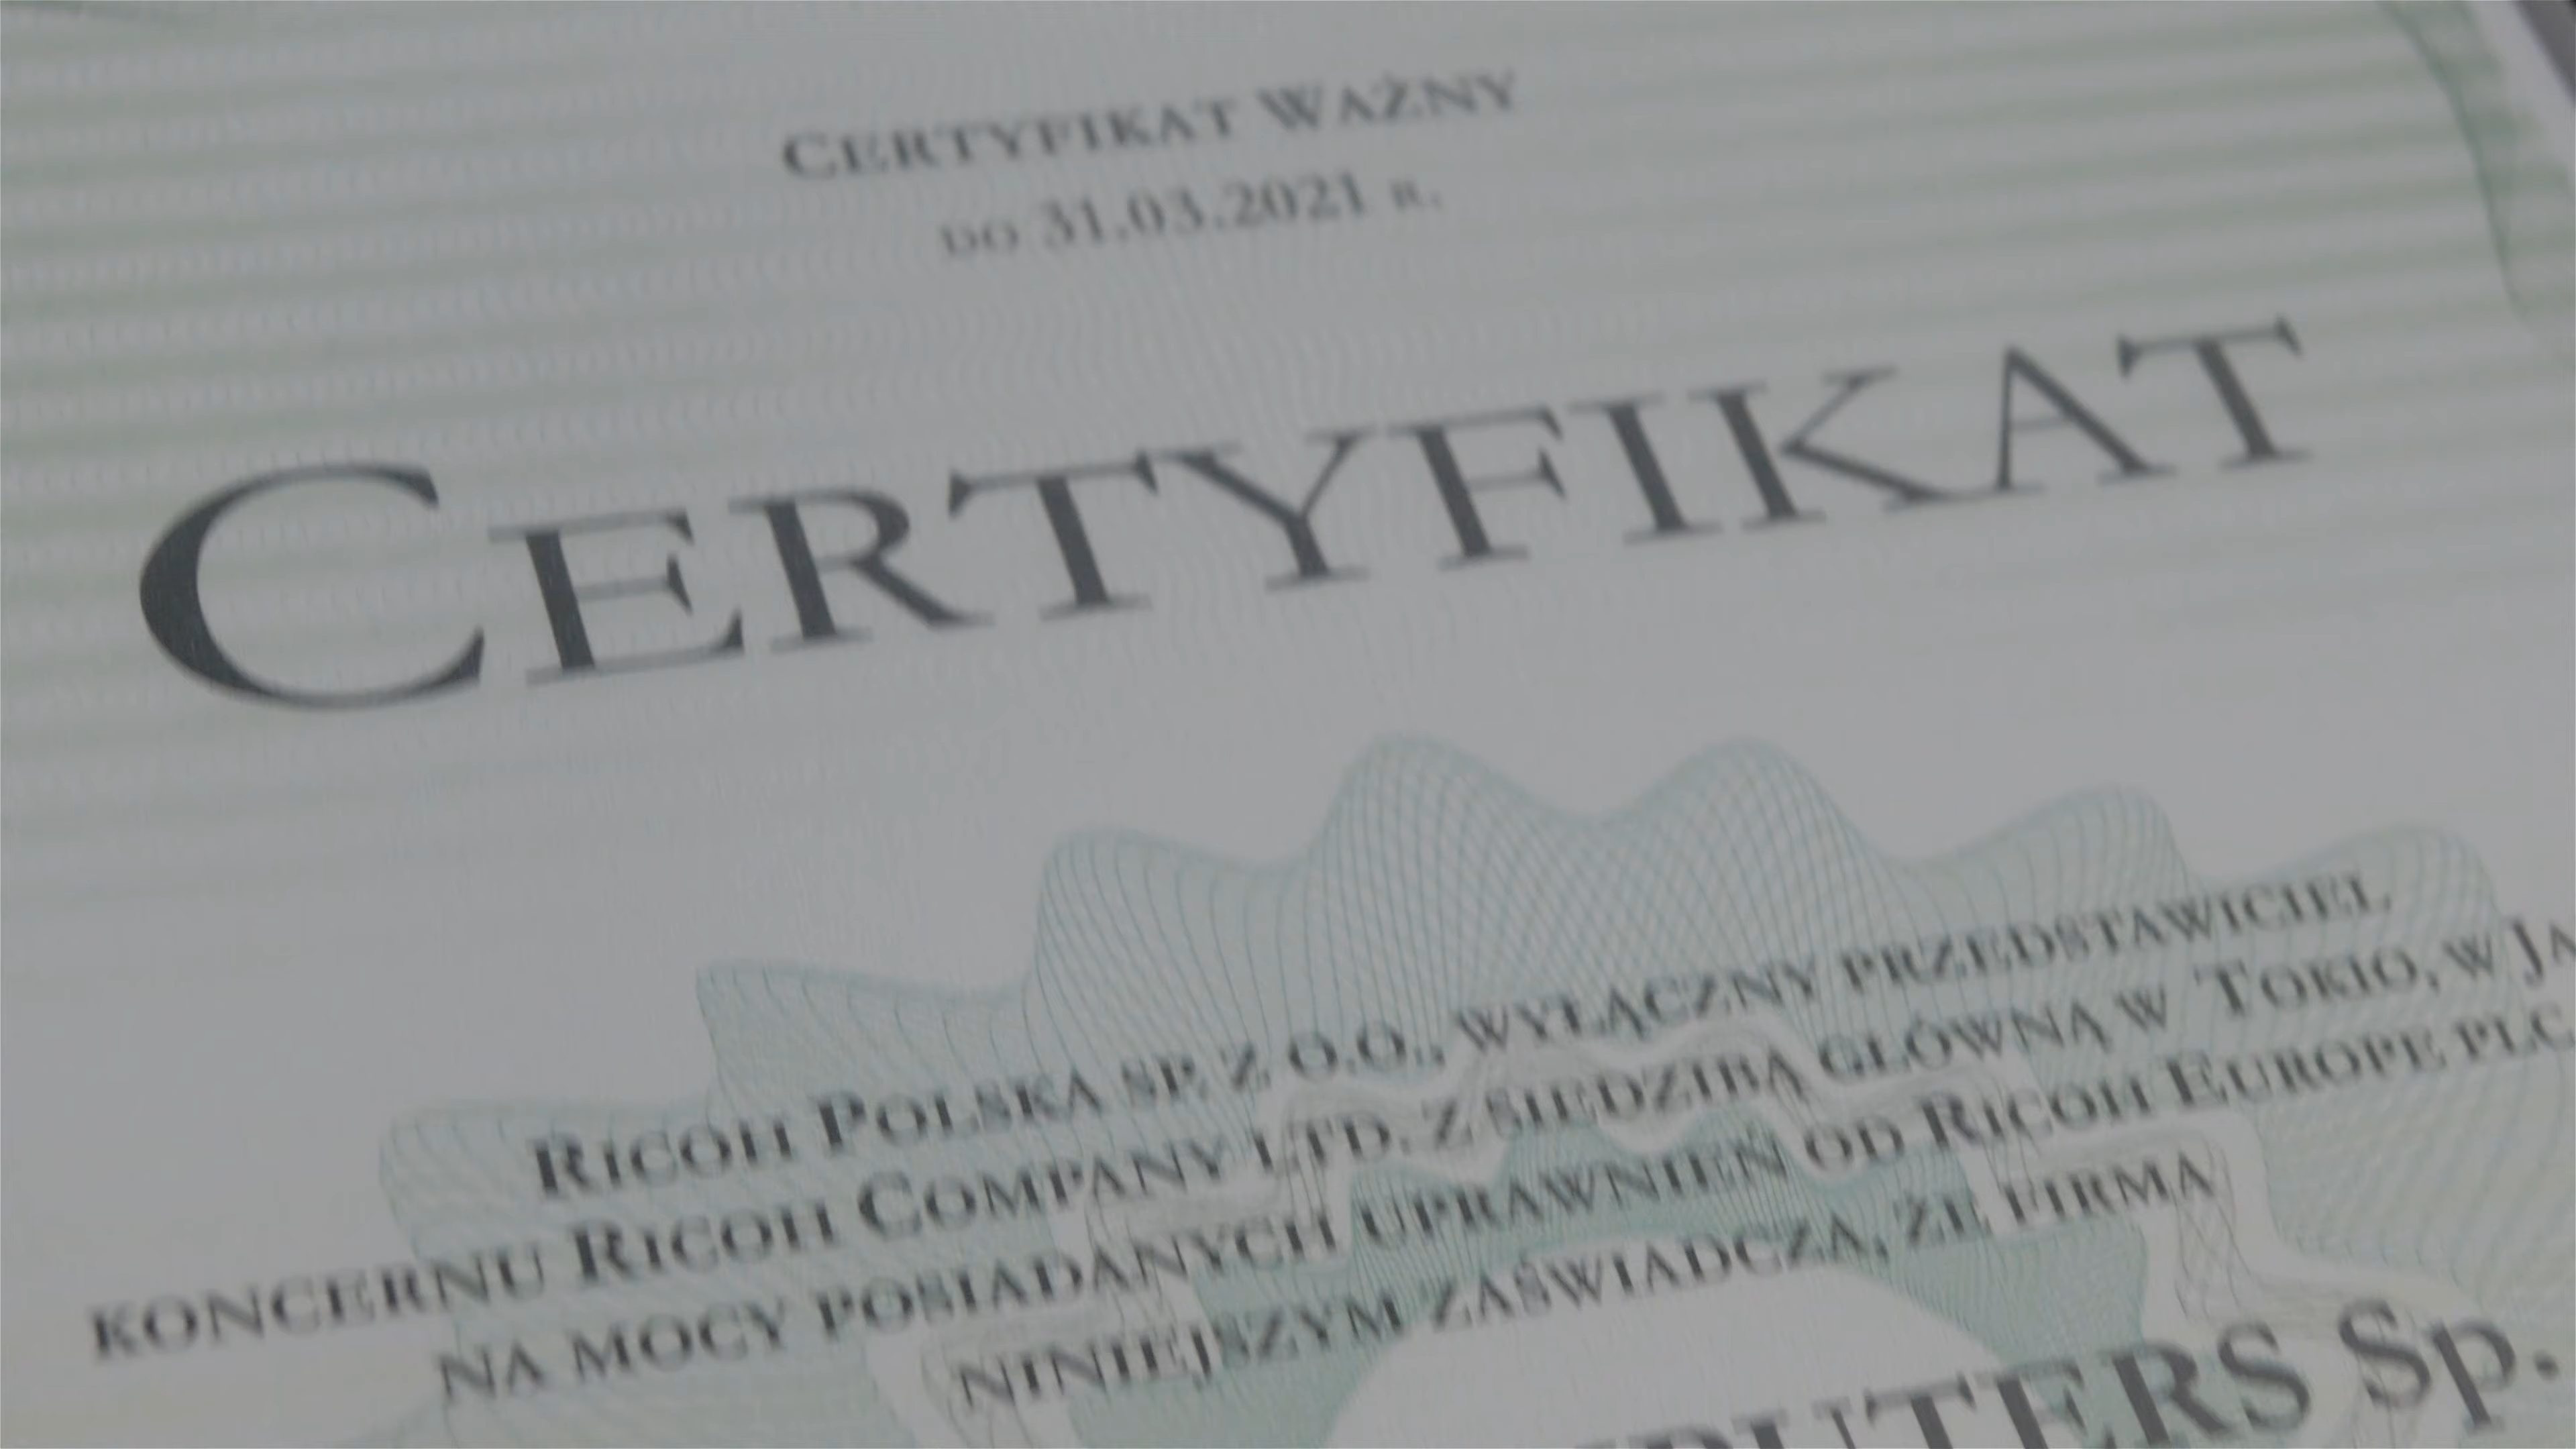 CERTYFIKAT WAŻNY
DO 31.03.2021 R.
CERTYFIKAT
RICOH POLSKA SP. Z O.O., WYŁĄCZNY PRZEDSTAWICIEL
KONCERNU RICOH COMPANY LTD. Z SIEDZIBĄ GŁÓWNĄ W TOKIO, W
NA MOCY POSIADANYCH UPRAWNIEŃ OD RICOH EUROPE PLC
NINIEJSZYM ZAŚWIADCZA, ŻE FIRMA
Sp.